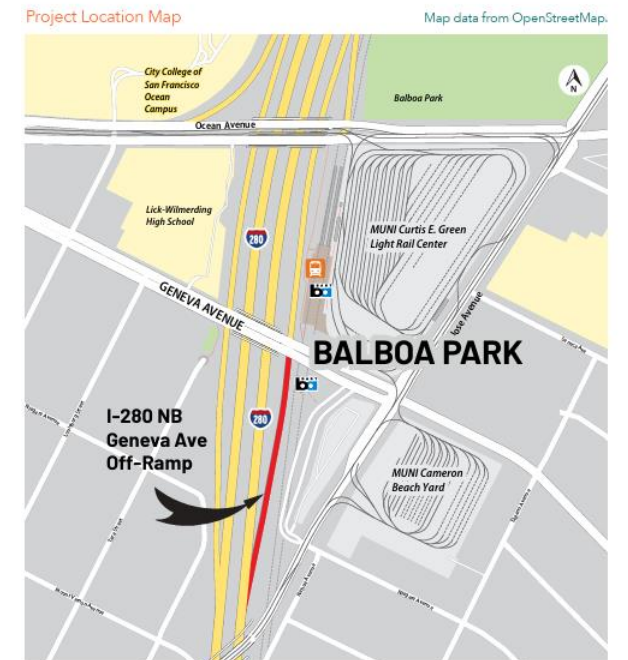 Project Location Map
Map data from OpenStreetMap.
City College of
San Francisco
Ocean
Campus
Balboa Park
N
Ocean Avenue
Lick-Wilmerding
High School
MUNI Curtis E. Green
Light Rail Center
280
GENEVA AVENUE
Jose Avenue
BALBOA PARK
280
I-280 NB
Geneva Ave
Off-Ramp
MUNI Cameron
Beach Yard